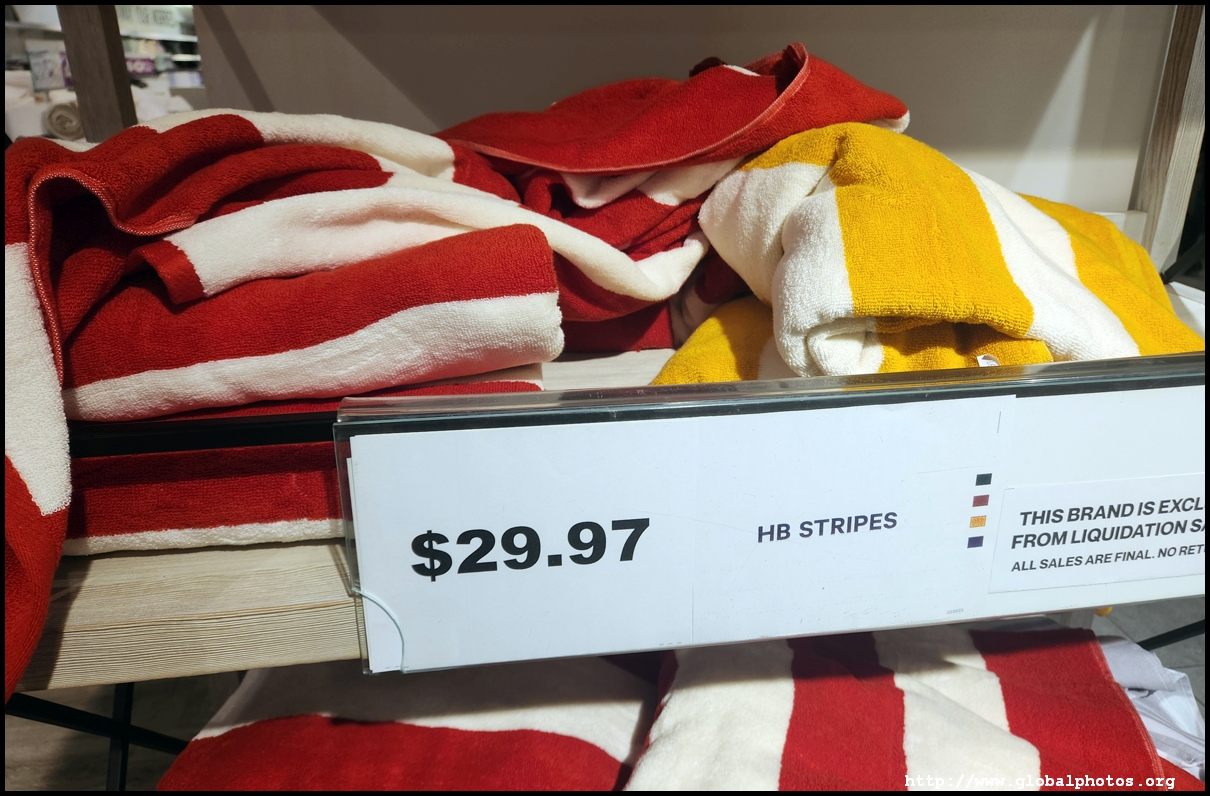 $29.97
HB STRIPES
THIS BRAND IS EXCL
FROM LIQUIDATION SA
ALL SALES ARE FINAL. NO RET
http://www.globalphotos.org